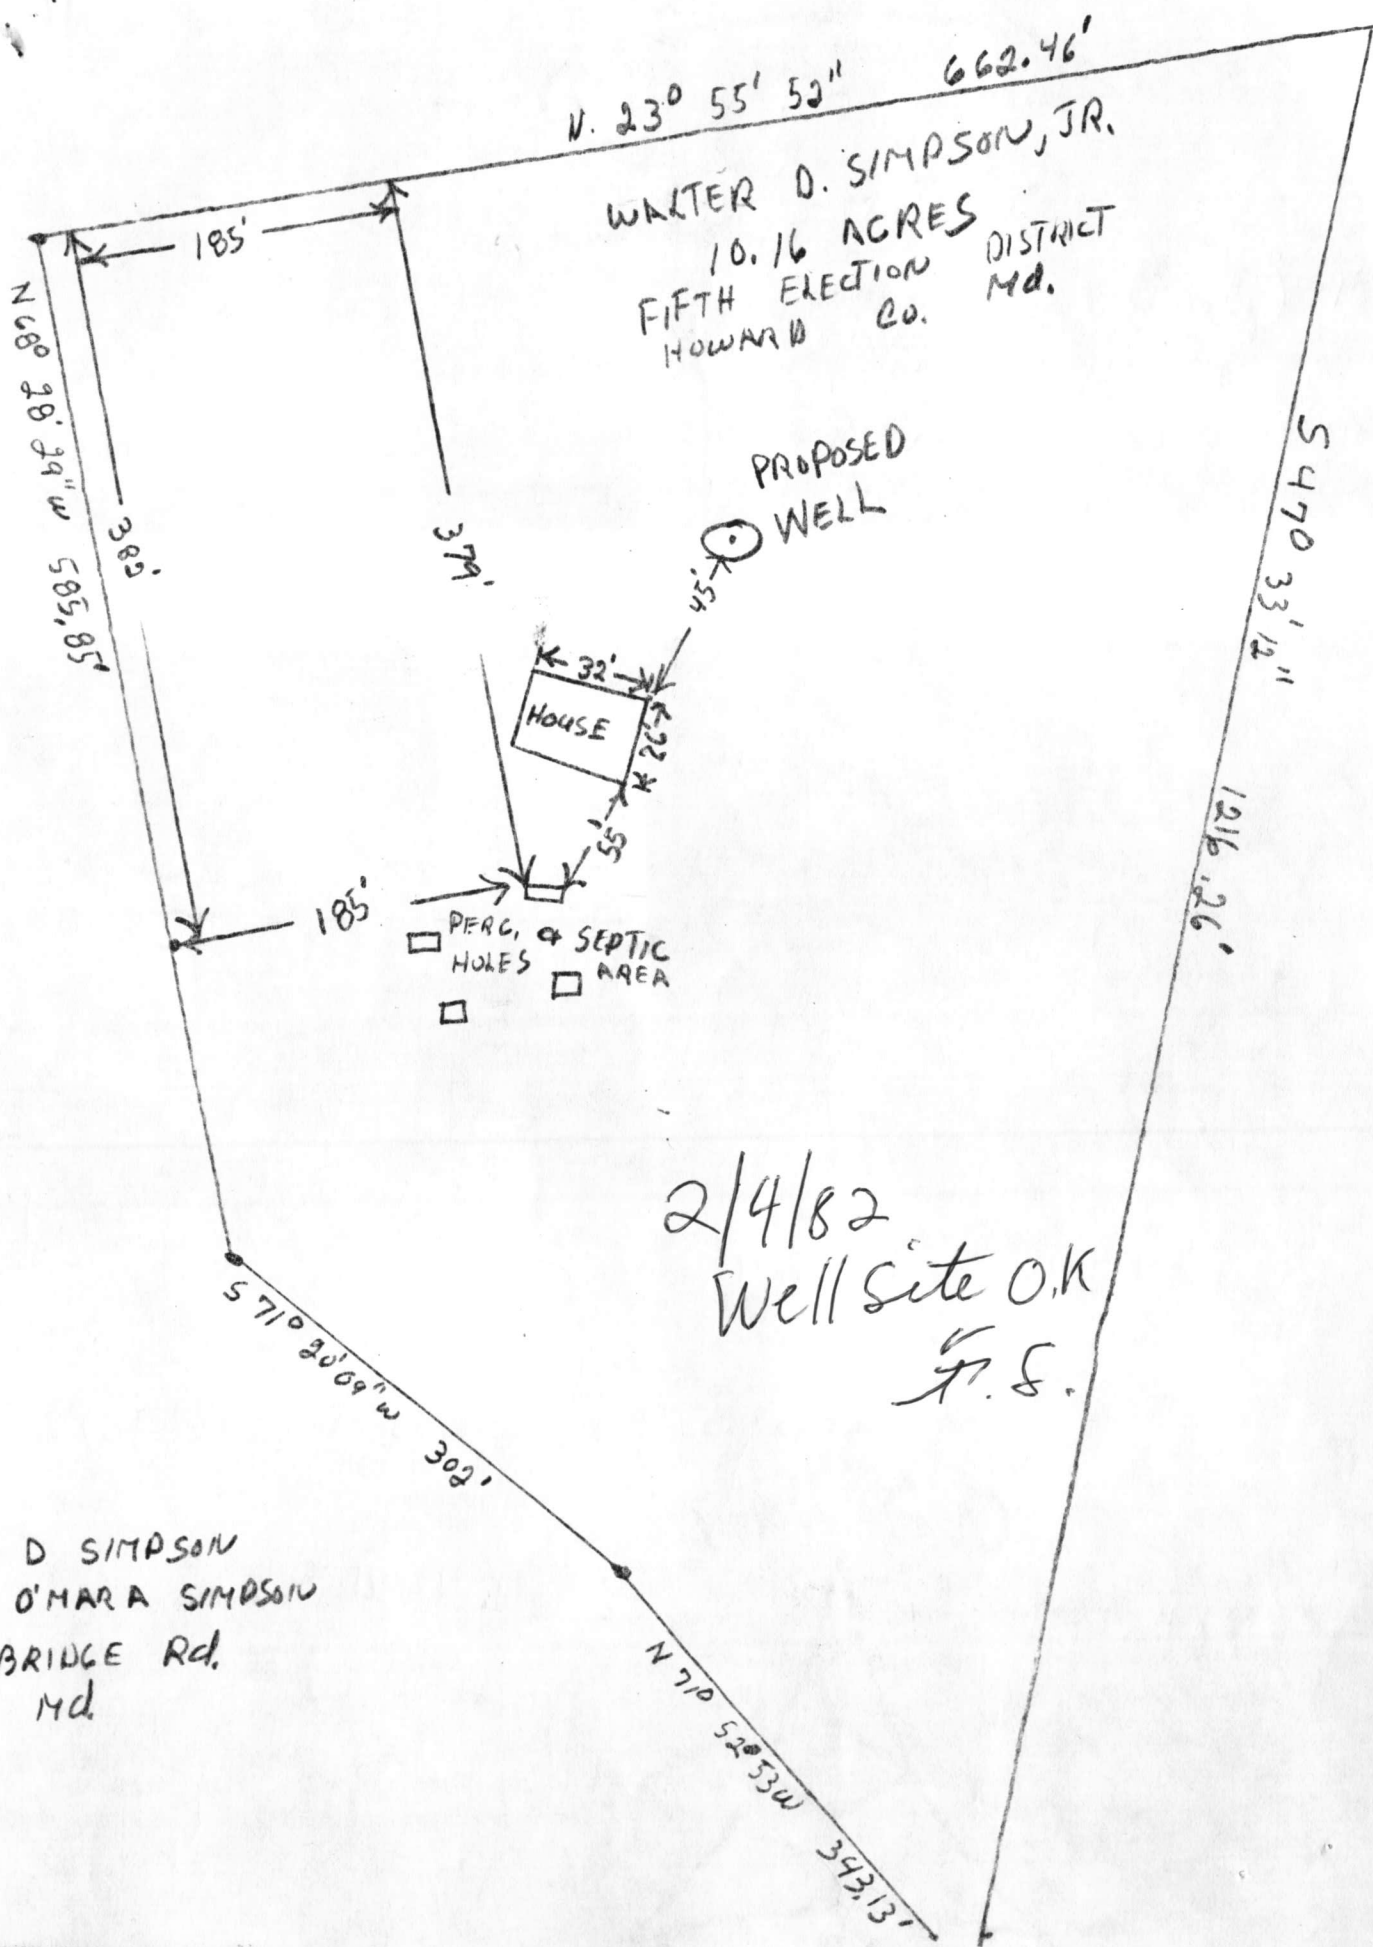 N. 23° 55' 52" 662.46'
WALTER D. SIMPSON, JR.
10.16 ACRES
FIFTH ELECTION DISTRICT
HOWARD CO. Md.
185'
N 68° 28' 29" W 585.85'
382'
379'
PROPOSED
WELL
45'
S 47° 33' 12" 1216.26'
32'
HOUSE
26'
55'
185'
PERC. & SEPTIC
HOLES AREA
2/4/82
Well Site O.K
F.S.
S 71° 20' 09" W 302'
D SIMPSON
O'MARA SIMPSON
BRIDGE Rd.
Md.
N 71° 52° 53 W 343.13'